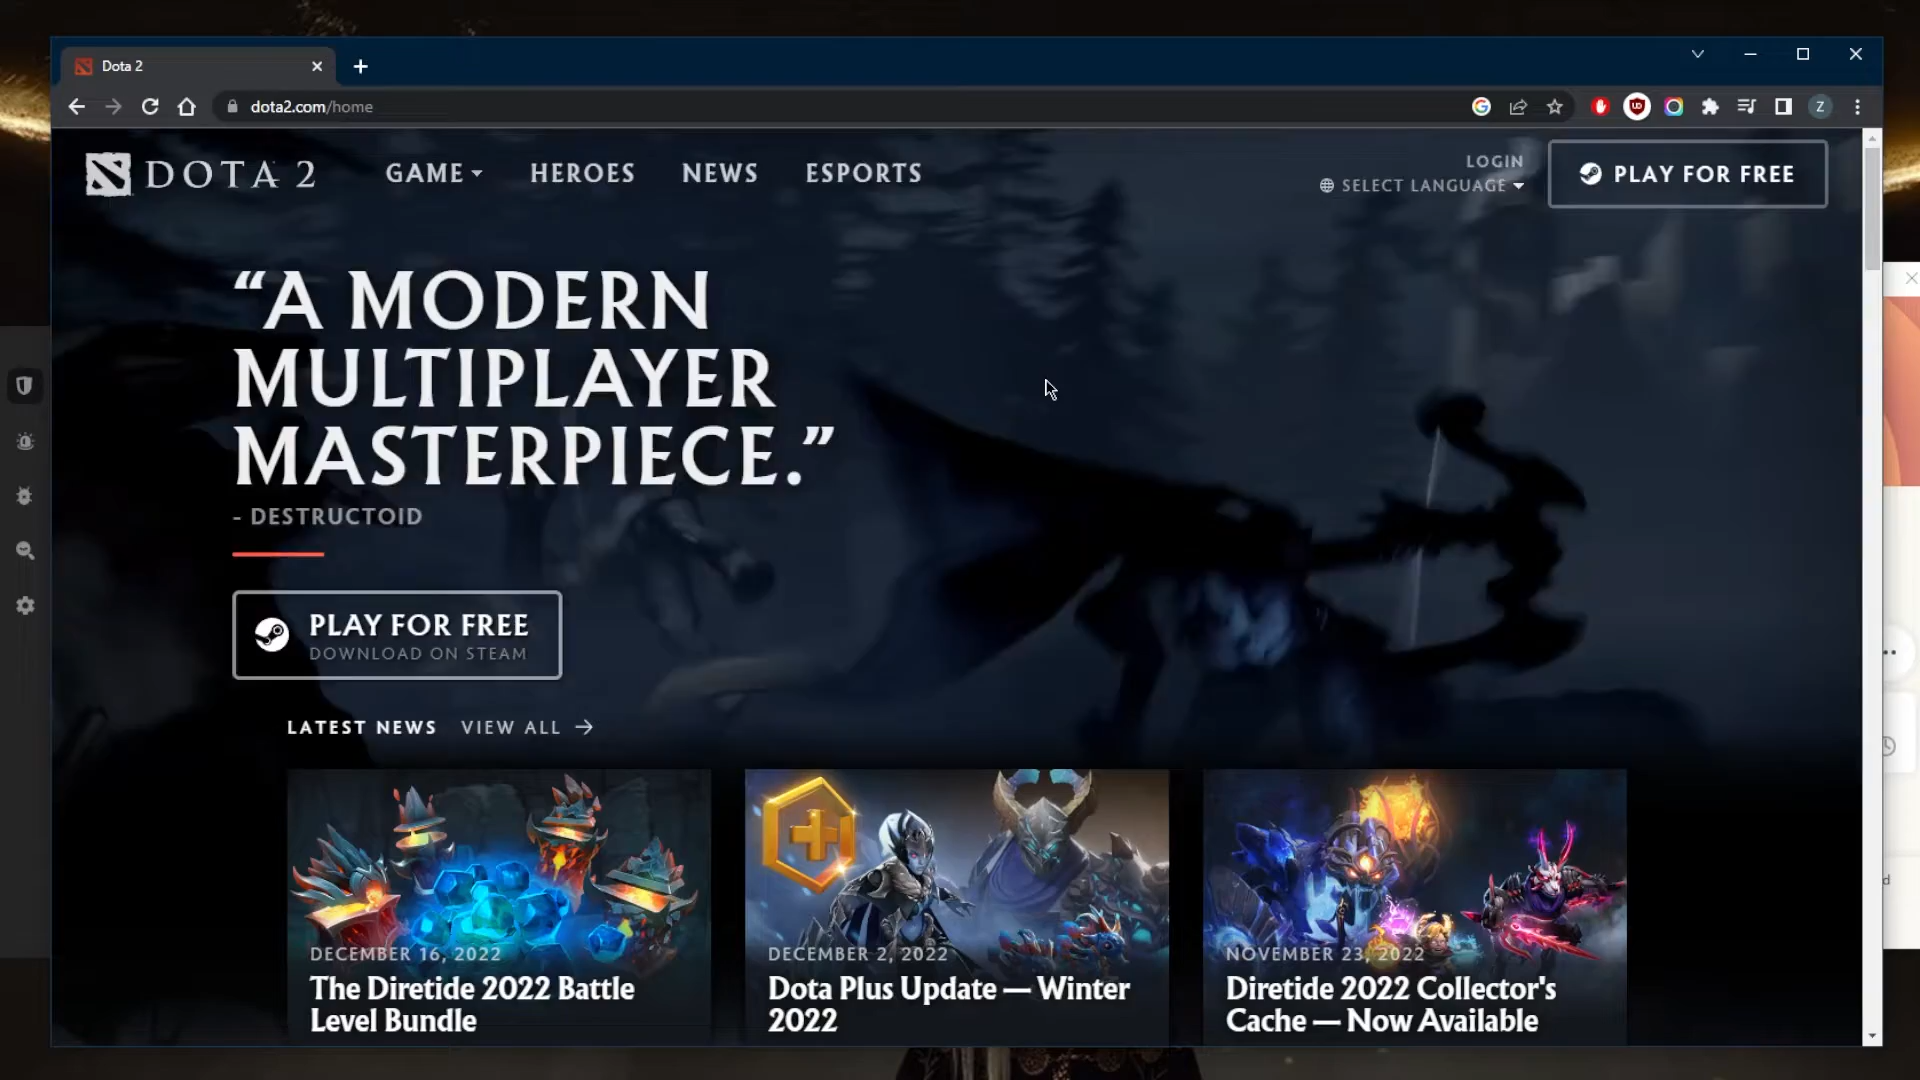 Dota 2
dota2.com/home
DOTA 2
GAME
HEROES
NEWS
ESPORTS
LOGIN
SELECT LANGUAGE
PLAY FOR FREE
“A MODERN
MULTIPLAYER
MASTERPIECE.”
- DESTRUCTOID
PLAY FOR FREE
DOWNLOAD ON STEAM
LATEST NEWS VIEW ALL
DECEMBER 16, 2022
The Diretide 2022 Battle
Level Bundle
DECEMBER 2, 2022
Dota Plus Update — Winter
2022
NOVEMBER 23, 2022
Diretide 2022 Collector's
Cache — Now Available
Z